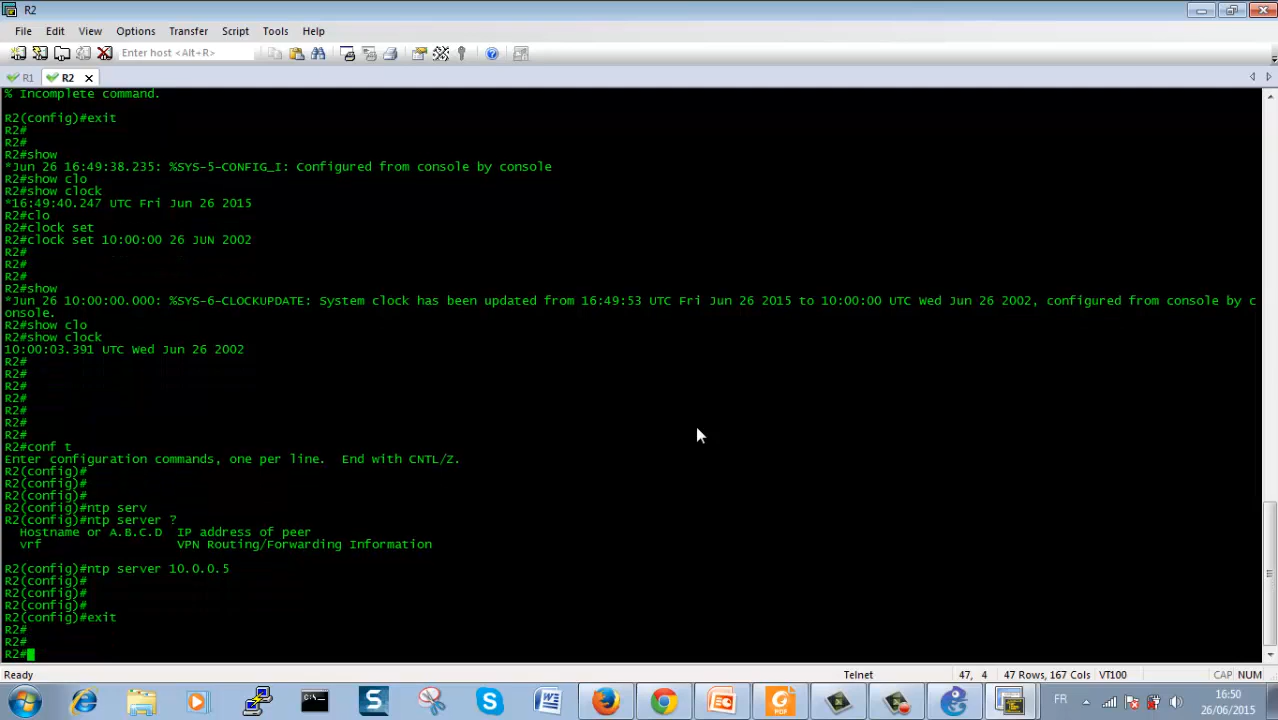 R2
File Edit View Options Transfer Script Tools Help
Enter host <Alt+R>
R1 R2
% Incomplete command.
R2(config)#exit
R2#
R2#
R2#show
*Jun 26 16:49:38.235: %SYS-5-CONFIG_I: Configured from console by console
R2#show clo
R2#show clock
*16:49:40.247 UTC Fri Jun 26 2015
R2#clo
R2#clock set
R2#clock set 10:00:00 26 JUN 2002
R2#
R2#
R2#
R2#show
*Jun 26 10:00:00.000: %SYS-6-CLOCKUPDATE: System clock has been updated from 16:49:53 UTC Fri Jun 26 2015 to 10:00:00 UTC Wed Jun 26 2002, configured from console by c
onsole.
R2#show clo
R2#show clock
10:00:03.391 UTC Wed Jun 26 2002
R2#
R2#
R2#
R2#
R2#
R2#
R2#
R2#conf t
Enter configuration commands, one per line.  End with CNTL/Z.
R2(config)#
R2(config)#
R2(config)#
R2(config)#ntp serv
R2(config)#ntp server ?
Hostname or A.B.C.D  IP address of peer
vrf                  VPN Routing/Forwarding Information
R2(config)#ntp server 10.0.0.5
R2(config)#
R2(config)#
R2(config)#
R2(config)#exit
R2#
R2#
R2#
Ready Telnet 47, 4 47 Rows, 167 Cols VT100 CAP NUM
FR 16:50
26/06/2015